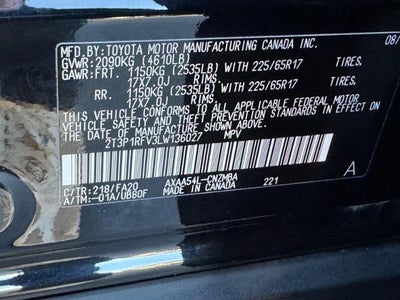 MFD.BY:TOYOTA MOTOR MANUFACTURING CANADA INC. 08/
GVWR:2090KG (4610LB)
GAWR:FRT. 1150KG (2535LB) WITH 225/65R17 TIRES.
17X7.0J RIMS.
RR. 1150KG (2535LB) WITH 225/65R17 TIRES.
17X7.0J RIMS.
THIS VEHICLE CONFORMS TO ALL APPLICABLE FEDERAL MOTOR
VEHICLE SAFETY AND THEFT PREVENTION STANDARDS IN EFFECT ON
THE DATE OF MANUFACTURE SHOWN ABOVE.
2T3P1RFV3LW136027 MPV
C/TR:218/FA20 AXAA54L-CNZMBA A
A/TM:-01A/UB80F MADE IN CANADA 221